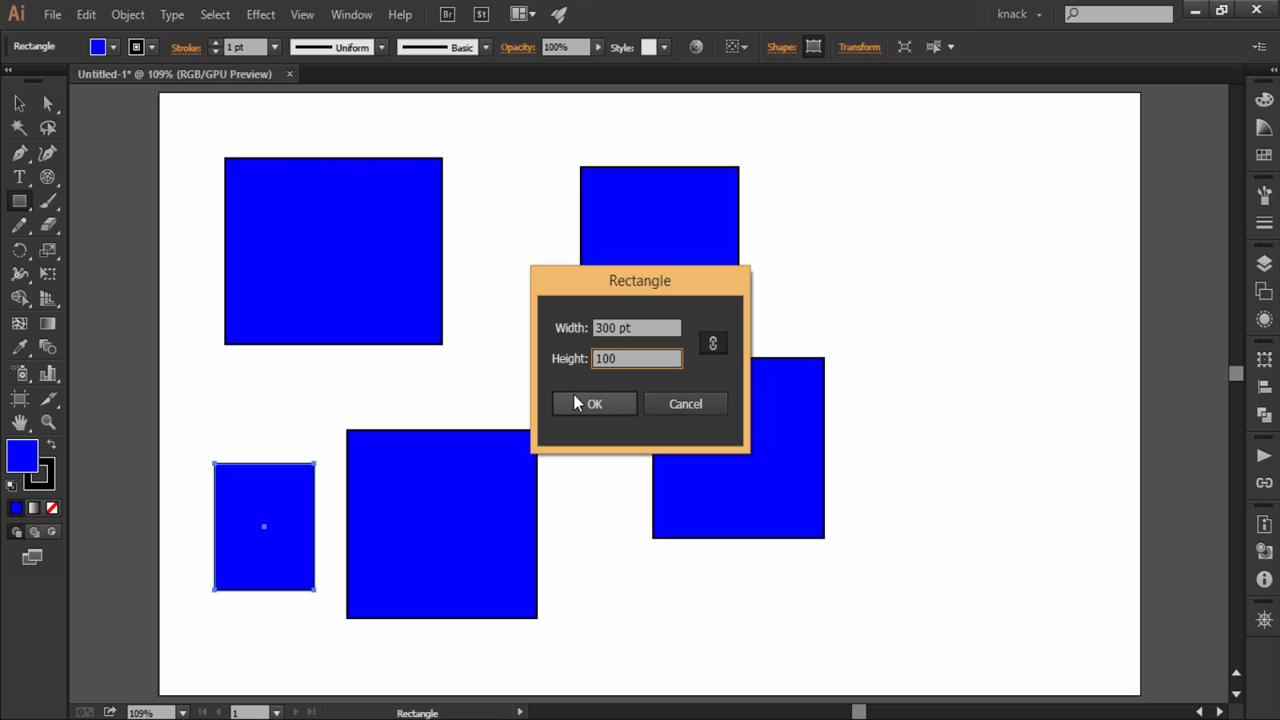 Ai File Edit Object Type Select Effect View Window Help Br St knack
Rectangle Stroke: 1 pt Uniform Basic Opacity: 100% Style: Shape: Transform
Untitled-1* @ 109% (RGB/GPU Preview) ×
Rectangle
Width: 300 pt
Height: 100
OK Cancel
109% 1 Rectangle